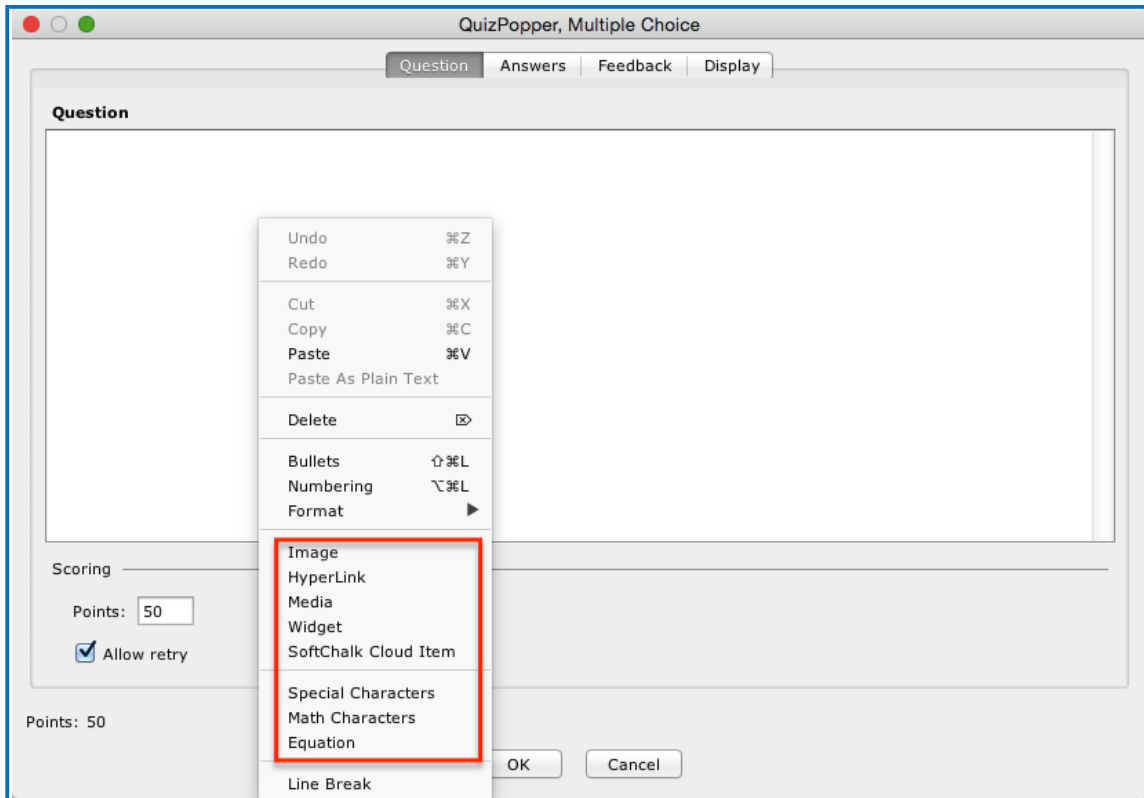 QuizPopper, Multiple Choice
Question Answers Feedback Display
Question
Undo ⌘Z
Redo ⌘Y
Cut ⌘X
Copy ⌘C
Paste ⌘V
Paste As Plain Text
Delete ⌦
Bullets ⇧⌘L
Numbering ⌥⌘L
Format ▶
Image
HyperLink
Media
Widget
SoftChalk Cloud Item
Special Characters
Math Characters
Equation
Line Break
Scoring
Points: 50
Allow retry
Points: 50
OK Cancel